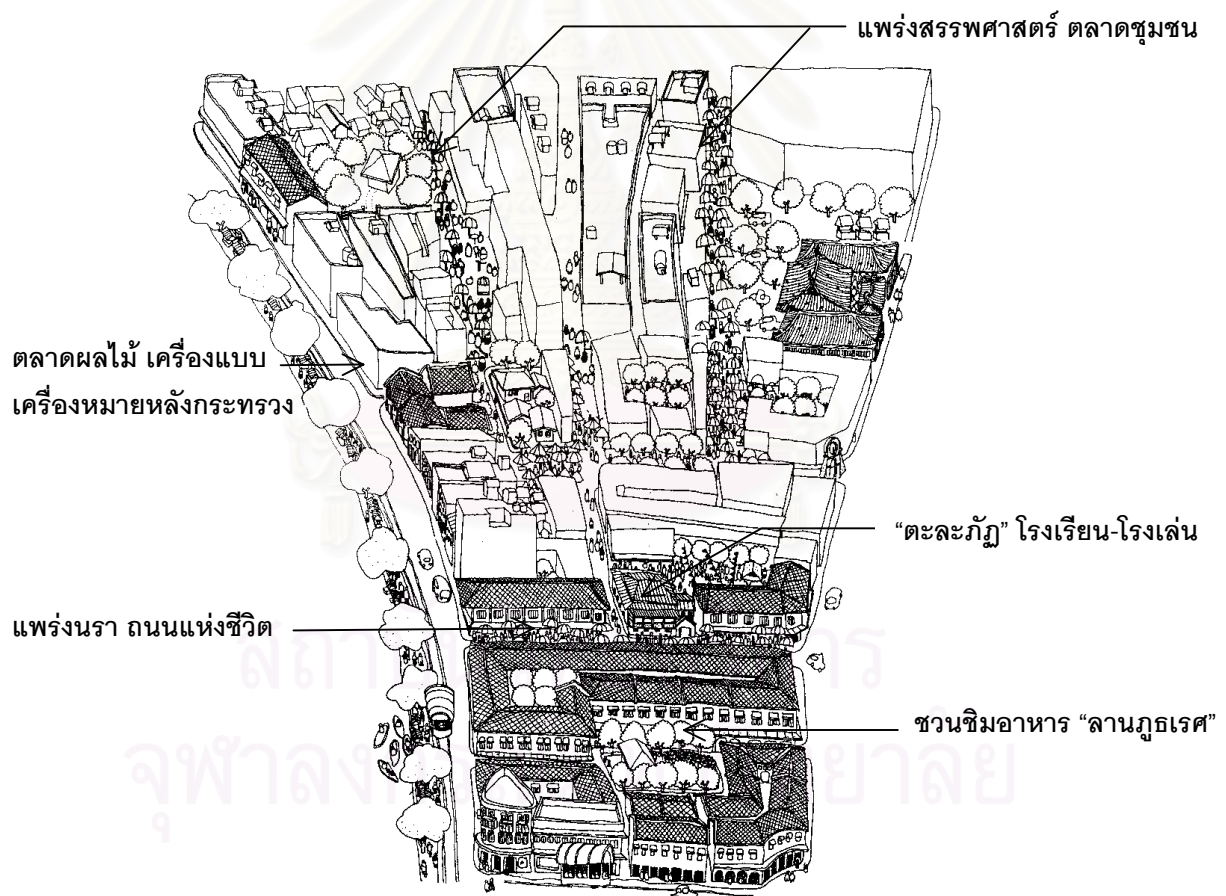 แพร่งสรรพศาสตร์ ตลาดชุมชน
ตลาดผลไม้ เครื่องแบบ
เครื่องหมายหลังกระทรวง
“ตะละภัฏ” โรงเรียน-โรงเล่น
แพร่งนรา ถนนแห่งชีวิต
ชวนชิมอาหาร “ลานภูธเรศ”